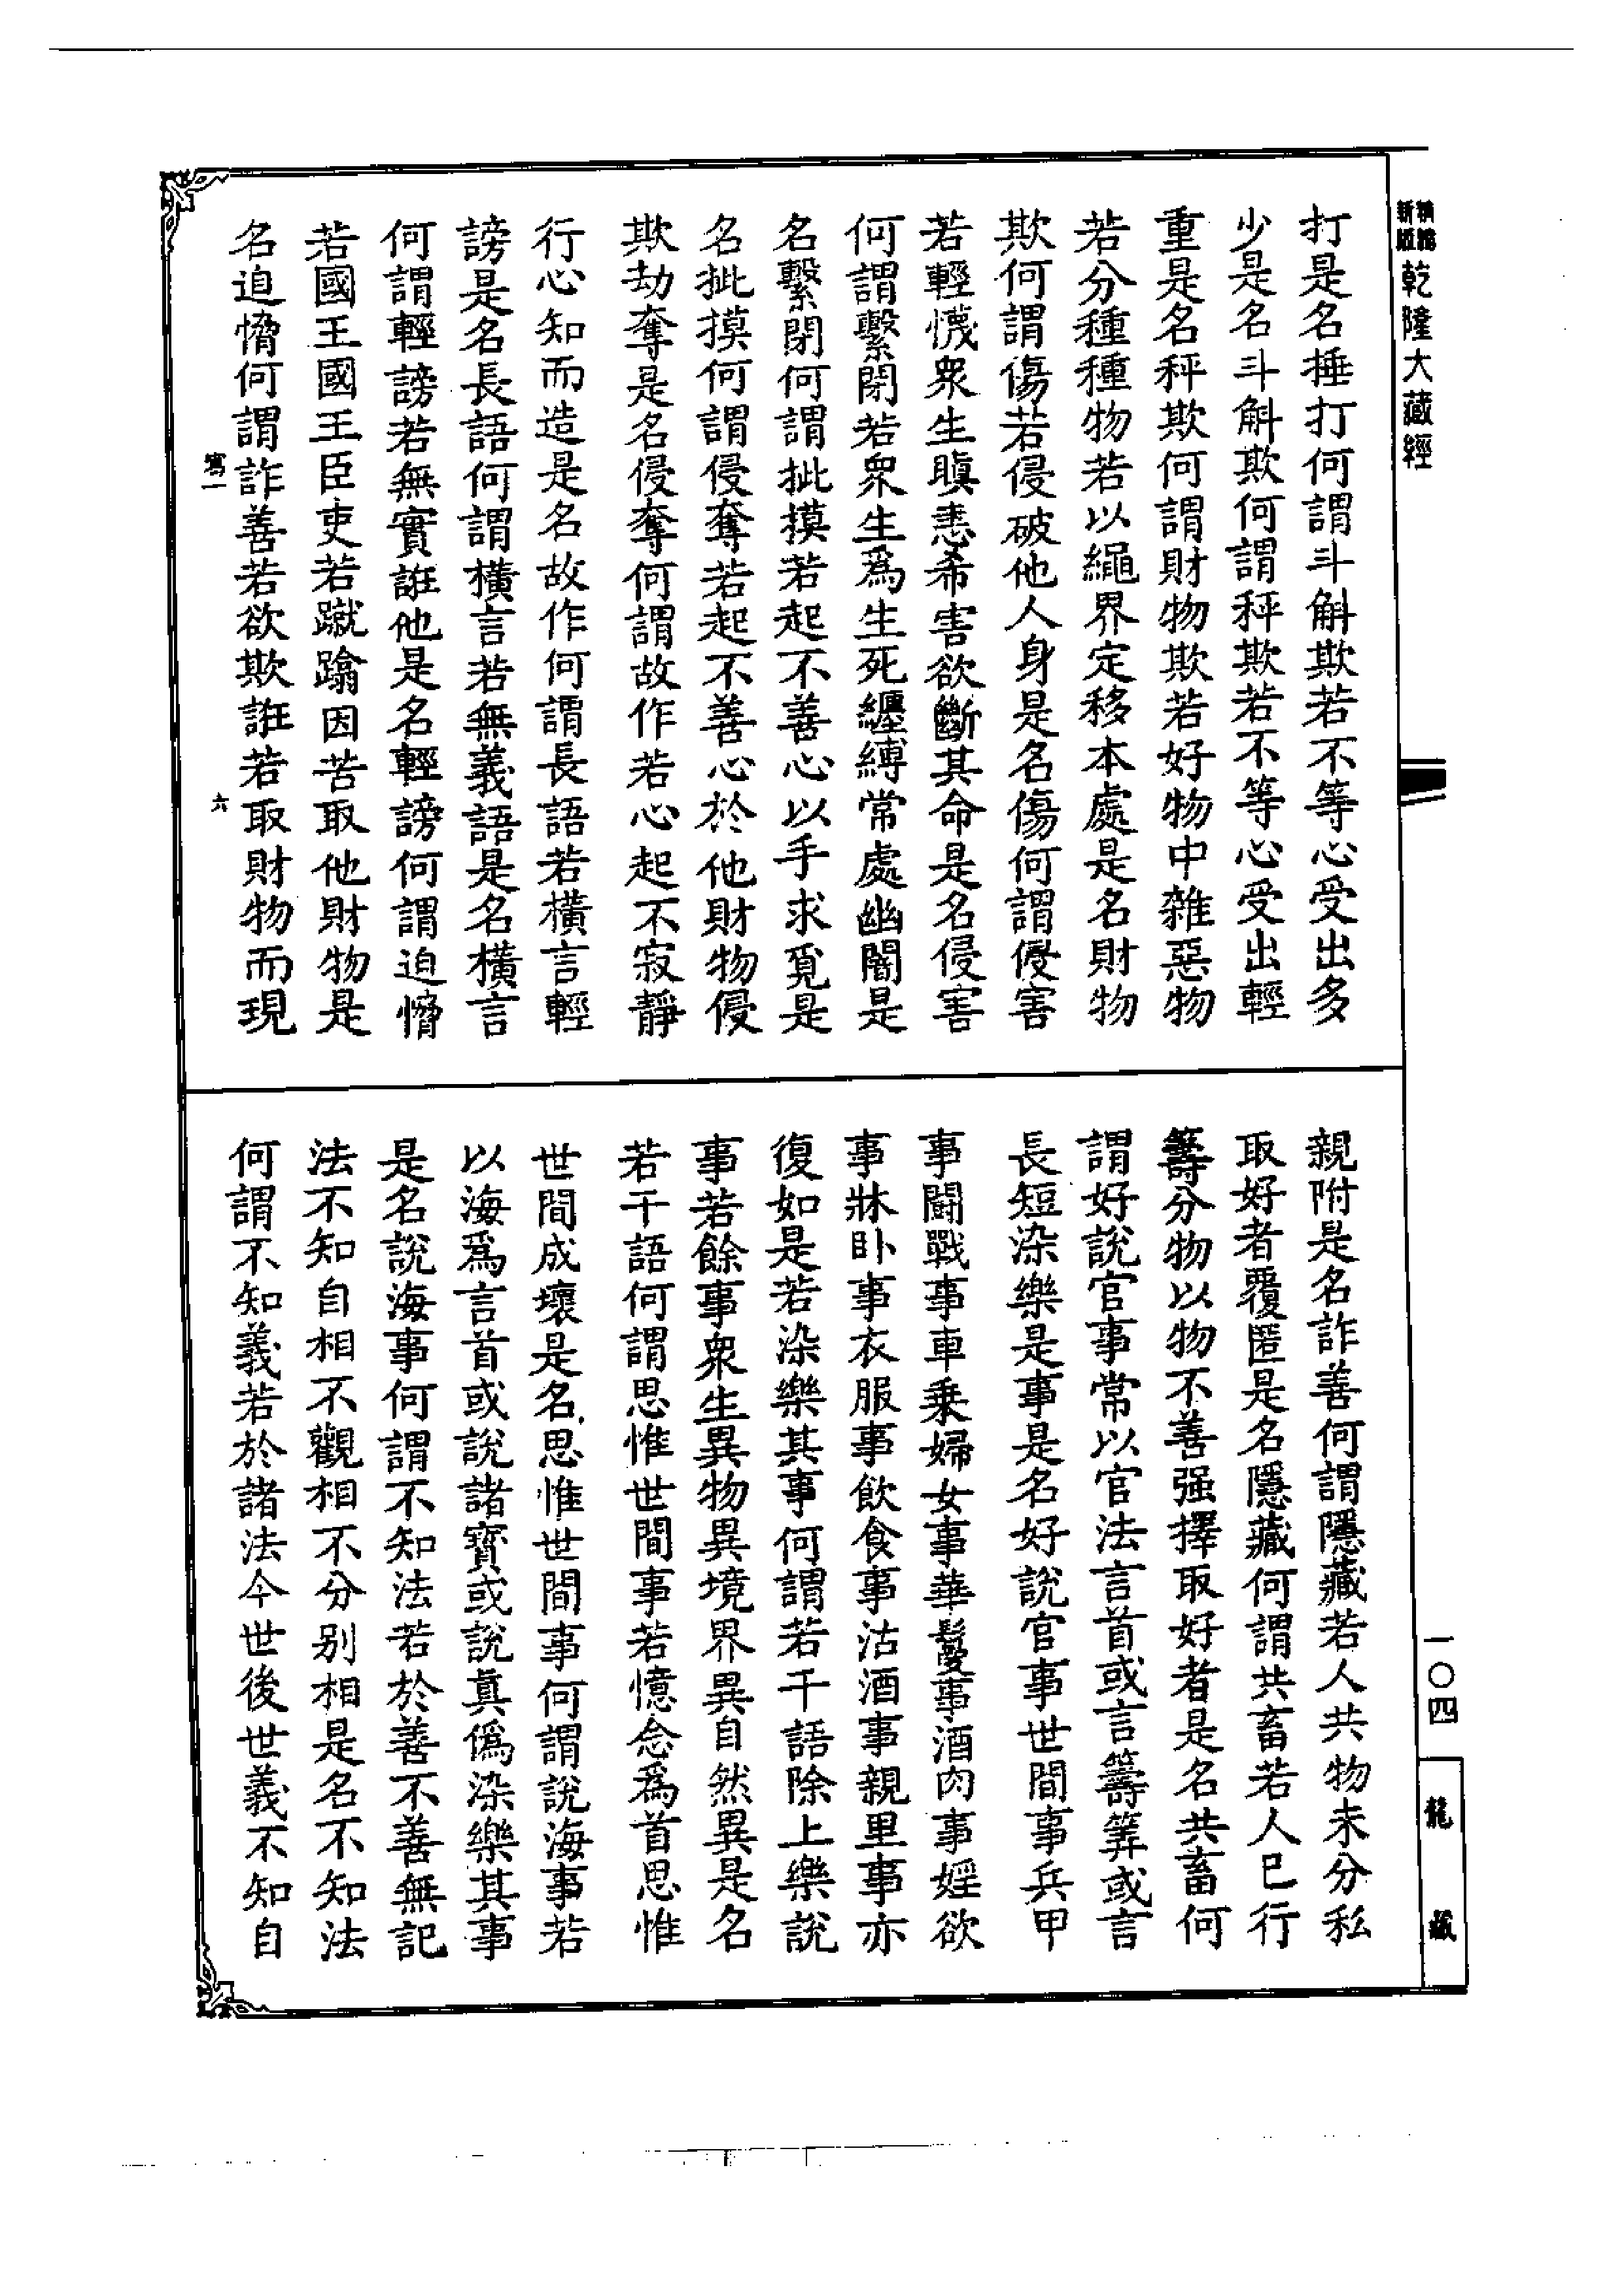 新編縮版
乾隆大藏經
打是名捶打何謂斗斛欺若不等心受出多
少是名斗斛欺何謂秤欺若不等心受出輕
重是名秤欺何謂財物欺若好物中雜惡物
若分種種物若以繩界定移本處是名財物
欺何謂傷若侵破他人身是名傷何謂侵害
若輕懱衆生瞋恚希害欲斷其命是名侵害
何謂繫閉若衆生爲生死纏縛常處幽闇是
名繫閉何謂㧗摸若起不善心以手求覓是
名㧗摸何謂侵奪若起不善心於他財物侵
欺劫奪是名侵奪何謂故作若心起不寂靜
行心知而造是名故作何謂長語若橫言輕
謗是名長語何謂橫言若無義語是名橫言
何謂輕謗若無實誑他是名輕謗何謂迫憎
若國王國王臣吏若蹴蹹因苦取他財物是
名迫憎何謂詐善若欲欺誑若取財物而現
寫一
六
親附是名詐善何謂隱藏若人共物未分私
取好者覆匿是名隱藏何謂共畜若人已行
籌分物以物不善强擇取好者是名共畜何
謂好說官事常以官法言首或言籌筭或言
長短染樂是事是名好說官事世間事兵甲
事闘戰事車乗婦女事華鬘事酒肉事婬欲
事牀卧事衣服事飮食事沽酒事親里事亦
復如是若染樂其事何謂若干語除上樂說
事若餘事衆生異物異境界異自然異是名
若干語何謂思惟世間事若憶念爲首思惟
世間成壞是名思惟世間事何謂說海事若
以海爲言首或說諸寶或說真僞染樂其事
是名說海事何謂不知法若於善不善無記
法不知自相不觀相不分別相是名不知法
何謂不知義若於諸法今世後世義不知自
一〇四
龍藏